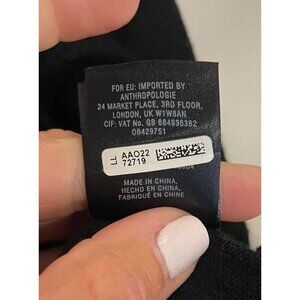 FOR EU: IMPORTED BY
ANTHROPOLOGIE
24 MARKET PLACE, 3RD FLOOR,
LONDON, UK W1W8AN
CIF: VAT No. GB 684936382
08429751
LL
AAO22
72719
MADE IN CHINA,
HECHO EN CHINA,
FABRIQUÉ EN CHINE